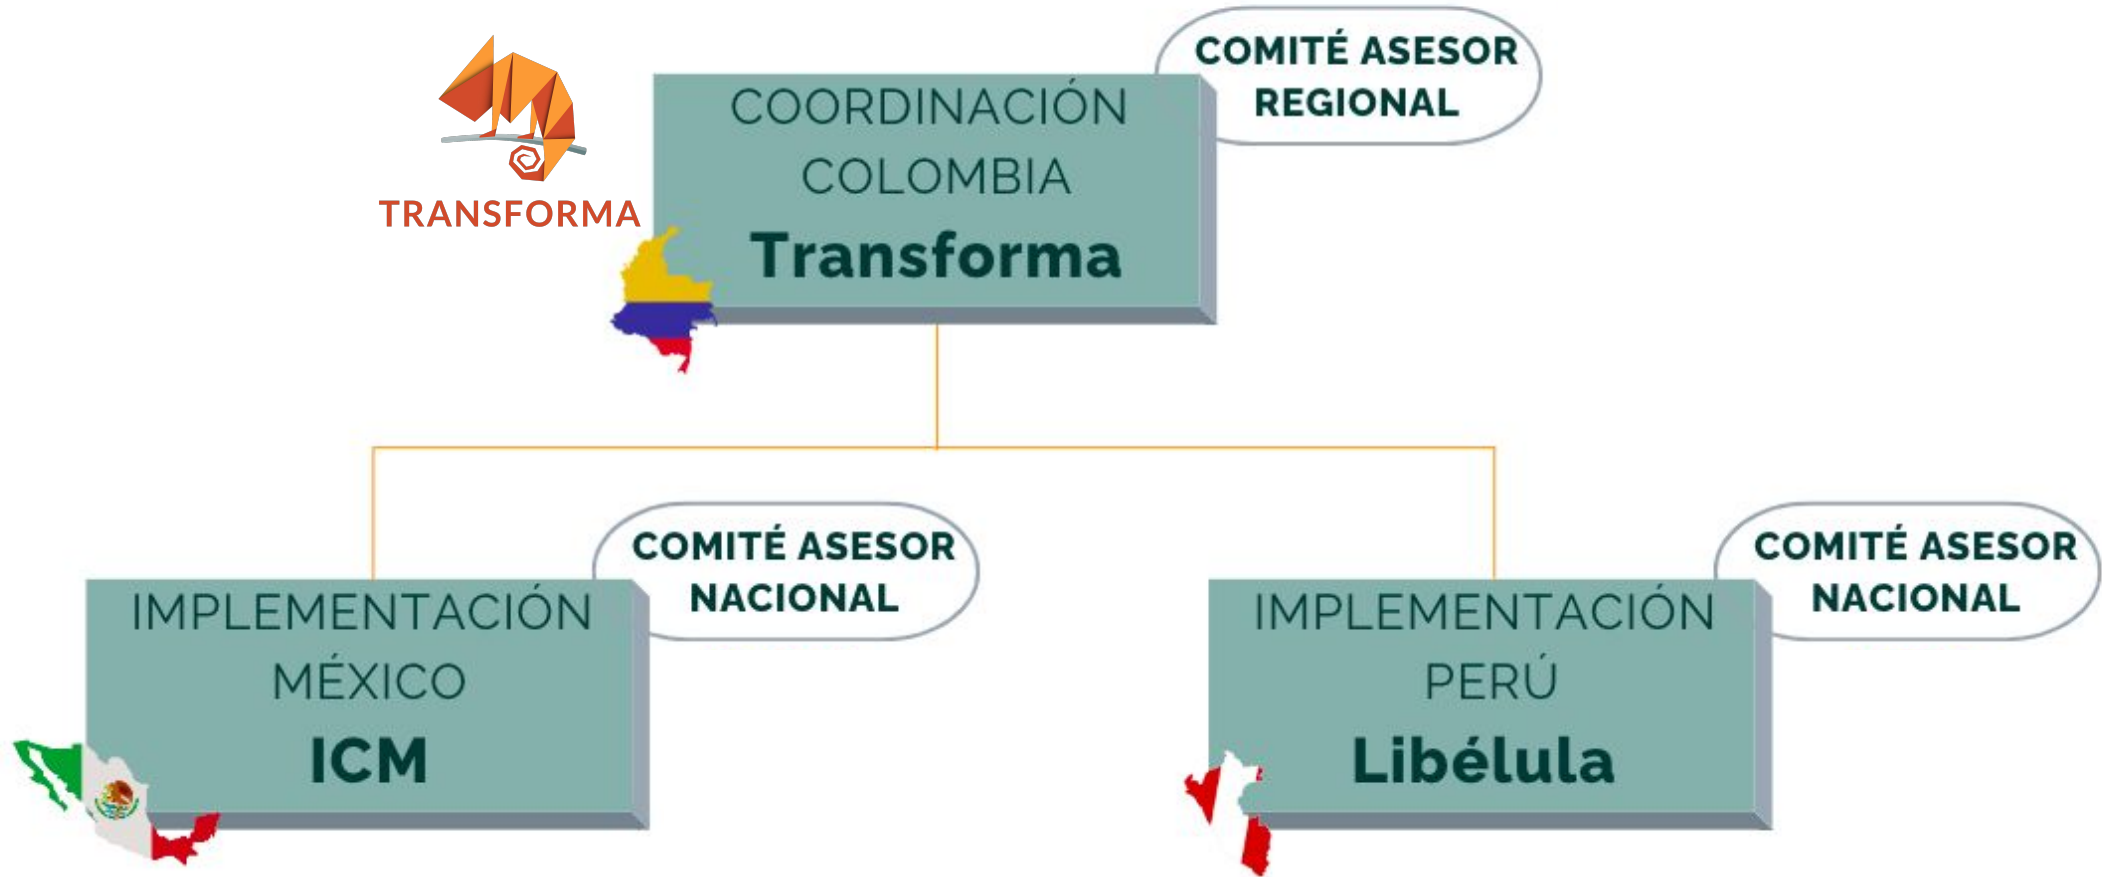 COMITÉ ASESOR
REGIONAL
TRANSFORMA
COORDINACIÓN
COLOMBIA
Transforma
COMITÉ ASESOR
NACIONAL
IMPLEMENTACIÓN
MÉXICO
ICM
COMITÉ ASESOR
NACIONAL
IMPLEMENTACIÓN
PERÚ
Libélula